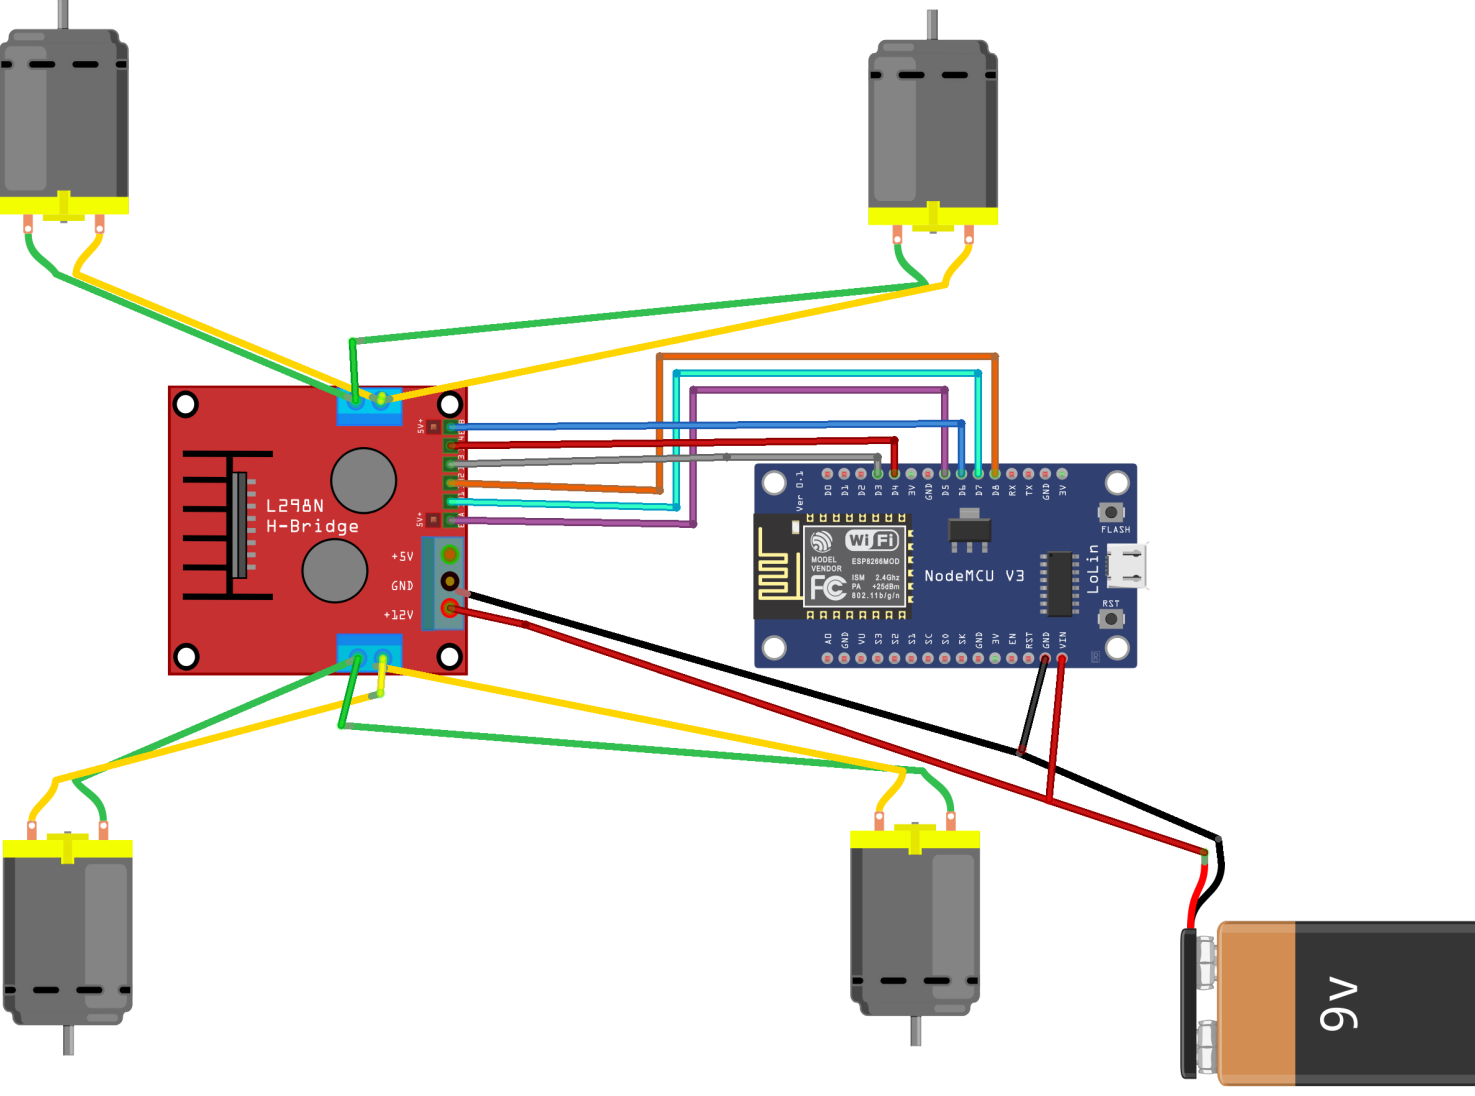 L298N
H-Bridge
5V+
5V+
+5V
GND
+12V
Ver 0.1
D0
D1
D2
D3
D4
3V
GND
D5
D6
D7
D8
RX
TX
GND
3V
FLASH
WiFi
MODEL
VENDOR
ESP8266MOD
FC
ISM 2.4Ghz
PA +25dBm
802.11b/g/n
NodeMCU V3
LoLin
RST
A0
GND
VU
S3
S2
S1
SC
S0
SK
GND
3V
EN
RST
GND
VIN
9v